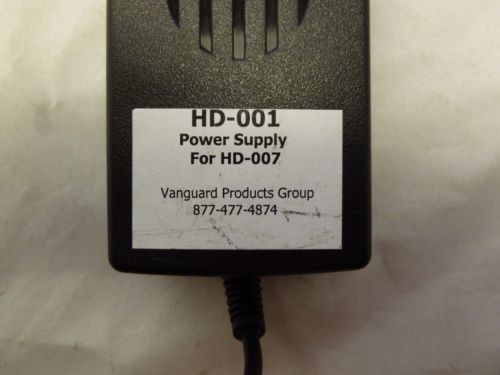 HD-001
Power Supply
For HD-007
Vanguard Products Group
877-477-4874